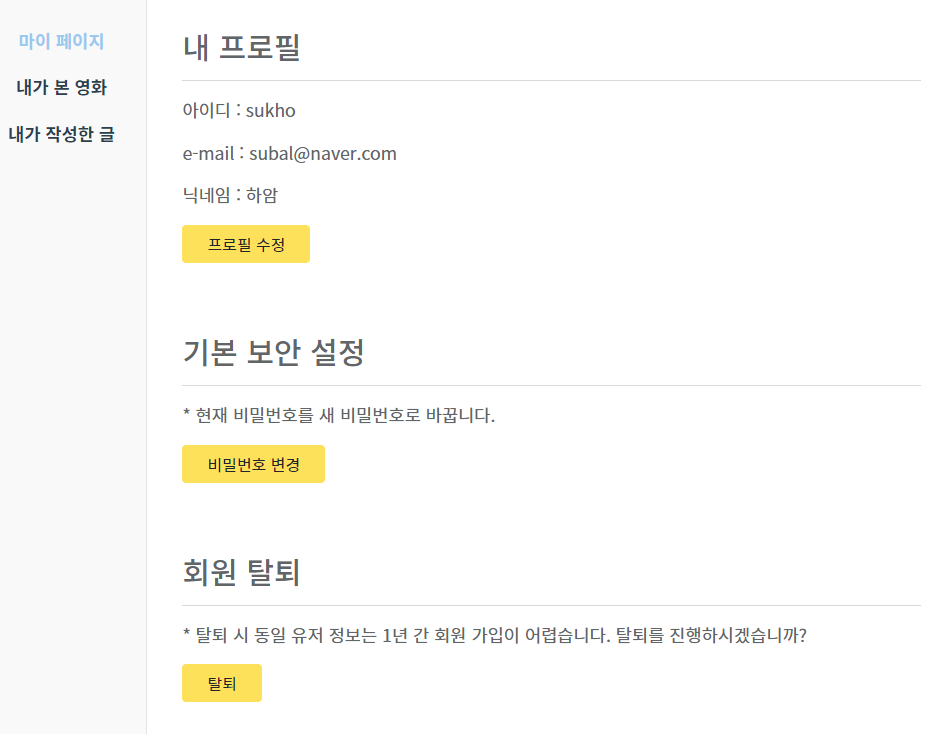 마이 페이지
내가 본 영화
내가 작성한 글
내 프로필
아이디 : sukho
e-mail : subal@naver.com
닉네임 : 하암
프로필 수정
기본 보안 설정
* 현재 비밀번호를 새 비밀번호로 바꿉니다.
비밀번호 변경
회원 탈퇴
* 탈퇴 시 동일 유저 정보는 1년 간 회원 가입이 어렵습니다. 탈퇴를 진행하시겠습니까?
탈퇴